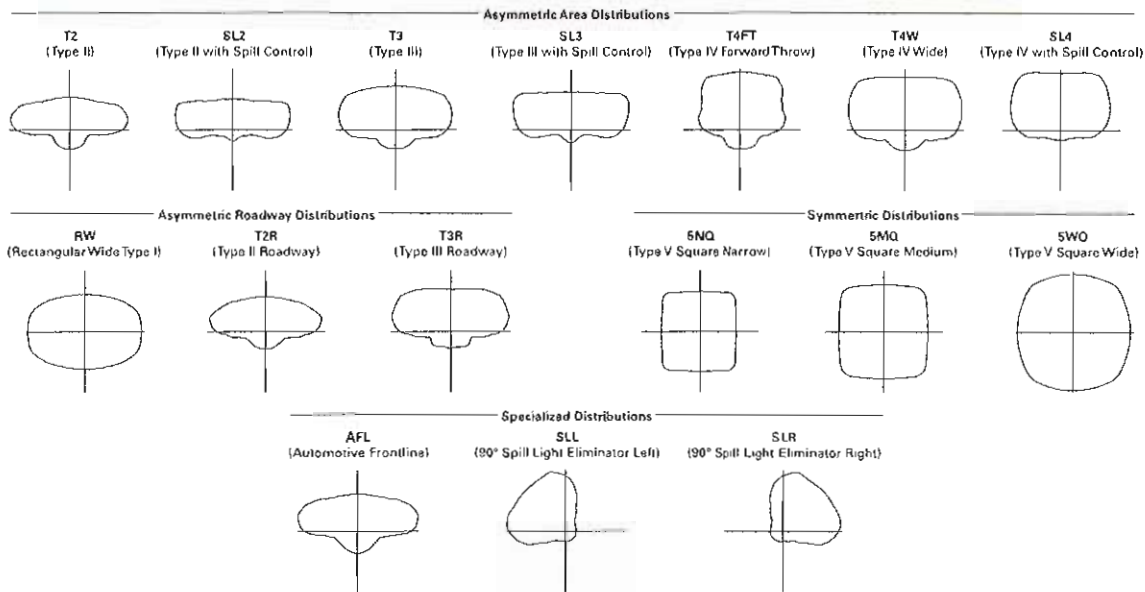 Asymmetric Area Distributions
T2
(Type II)
SL2
(Type II with Spill Control)
T3
(Type III)
SL3
(Type III with Spill Control)
T4FT
(Type IV Forward Throw)
T4W
(Type IV Wide)
SL4
(Type IV with Spill Control)
Asymmetric Roadway Distributions
RW
(Rectangular Wide Type I)
T2R
(Type II Roadway)
T3R
(Type III Roadway)
Symmertric Distributions
5NQ
(Type V Square Narrow)
5MQ
(Type V Square Medium)
5WQ
(Type V Square Wide)
Specialized Distributions
AFL
(Automotive Frontline)
SLL
(90° Spill Light Eliminator Left)
SLR
(90° Spill Light Eliminator Right)